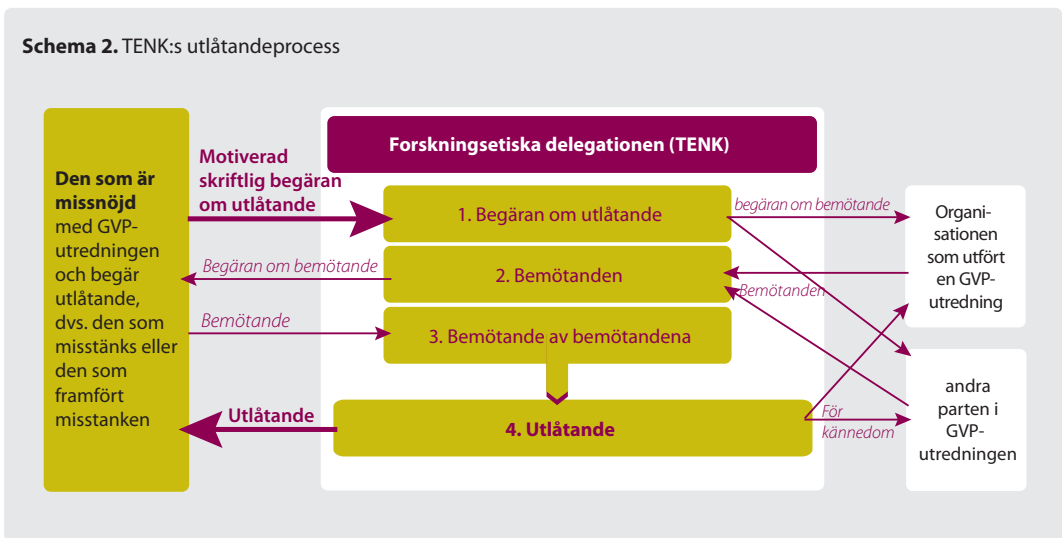 Schema 2. TENK:s utlåtandeprocess
Den som är
missnöjd
med GVP-
utredningen
och begär
utlåtande,
dvs. den som
misstänks eller
den som
framfört
misstanken
Motiverad
skriftlig begäran
om utlåtande
Begäran om bemötande
Bemötande
Utlåtande
Forskningsetiska delegationen (TENK)
1. Begäran om utlåtande
2. Bemötanden
3. Bemötande av bemötandena
4. Utlåtande
begäran om bemötande
Bemötanden
För
kännedom
Organi-
sationen
som utfört
en GVP-
utredning
andra
parten i
GVP-
utredningen